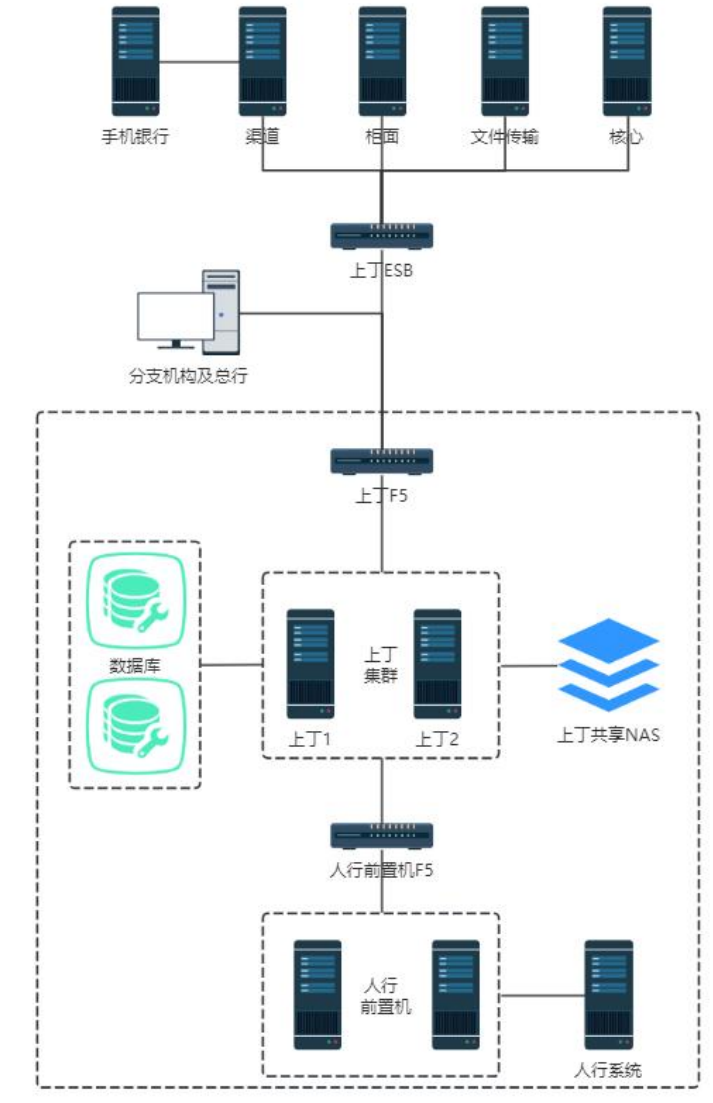 手机银行
渠道
柜面
文件传输
核心
上丁ESB
分支机构及总行
上丁F5
数据库
上丁
集群
上丁1
上丁2
上丁共享NAS
人行前置机F5
人行
前置机
人行系统